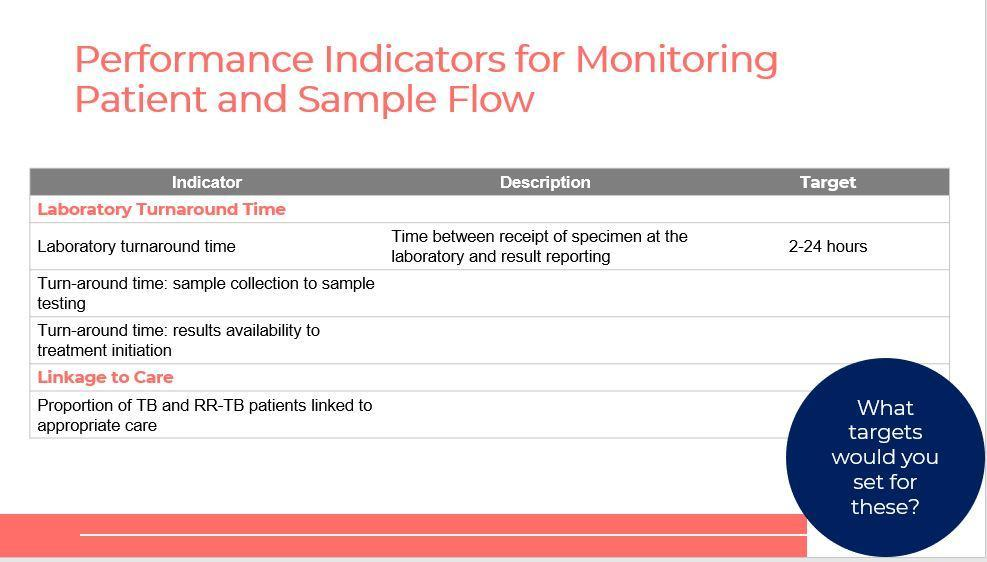 Performance Indicators for Monitoring
Patient and Sample Flow
Indicator Description Target
Laboratory Turnaround Time
Laboratory turnaround time
Time between receipt of specimen at the
laboratory and result reporting
2-24 hours
Turn-around time: sample collection to sample
testing
Turn-around time: results availability to
treatment initiation
Linkage to Care
Proportion of TB and RR-TB patients linked to
appropriate care
What
targets
would you
set for
these?